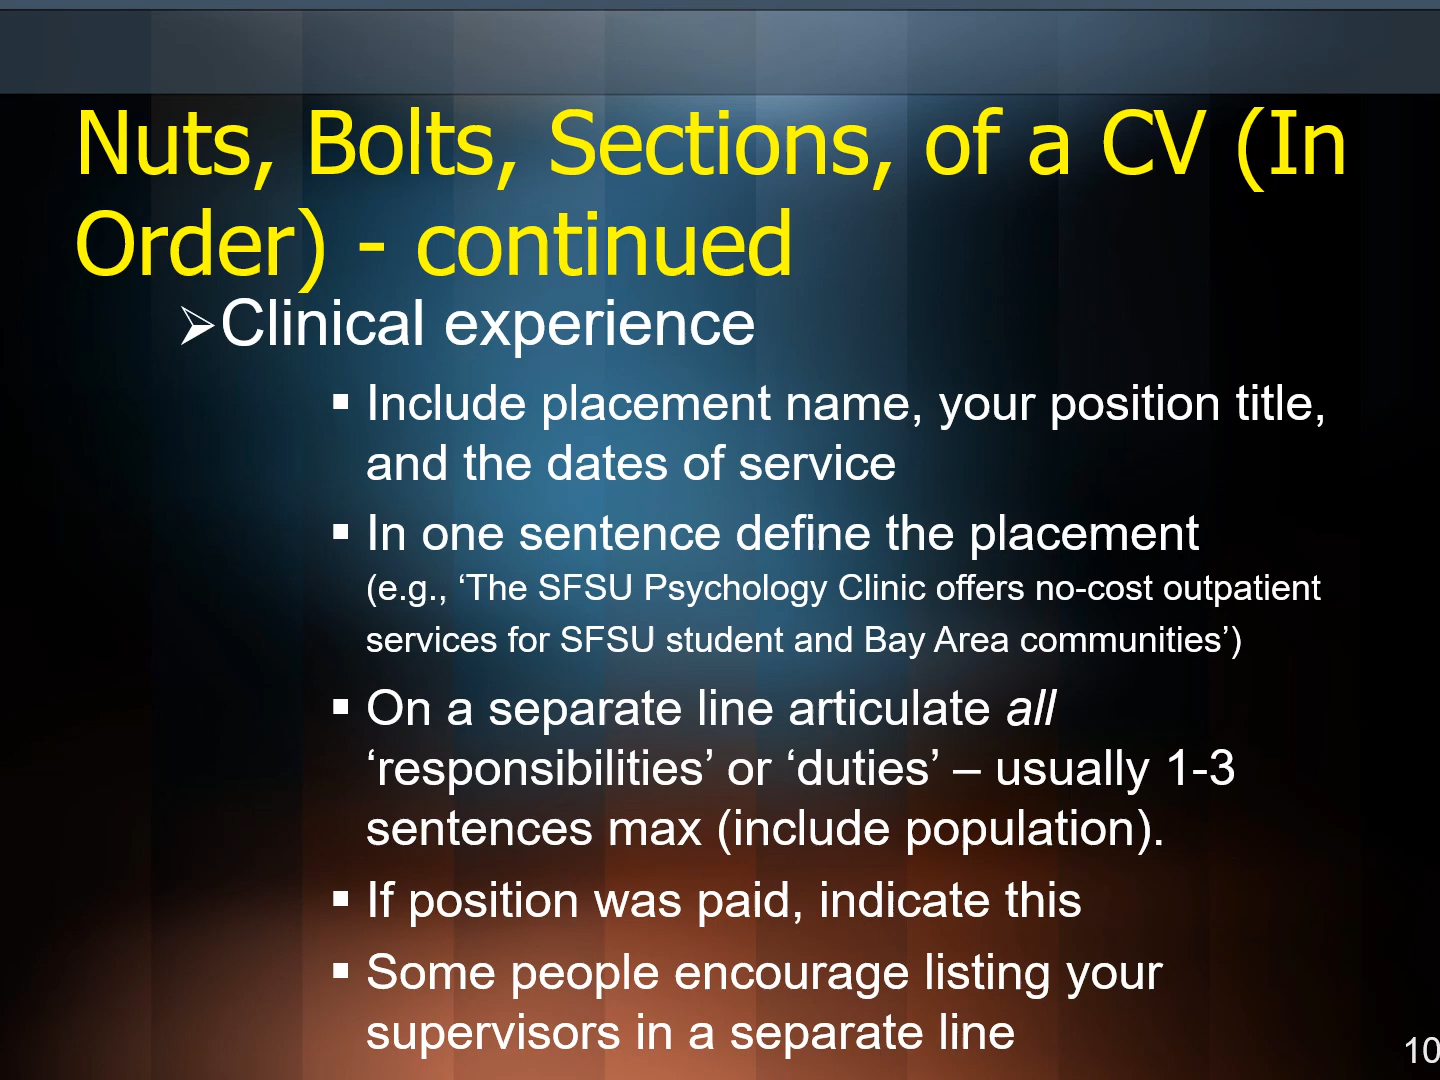 Nuts, Bolts, Sections, of a CV (In
Order) - continued
➢Clinical experience
▪ Include placement name, your position title,
and the dates of service
▪ In one sentence define the placement
(e.g., ‘The SFSU Psychology Clinic offers no-cost outpatient
services for SFSU student and Bay Area communities’)
▪ On a separate line articulate all
‘responsibilities’ or ‘duties’ – usually 1-3
sentences max (include population).
▪ If position was paid, indicate this
▪ Some people encourage listing your
supervisors in a separate line
10